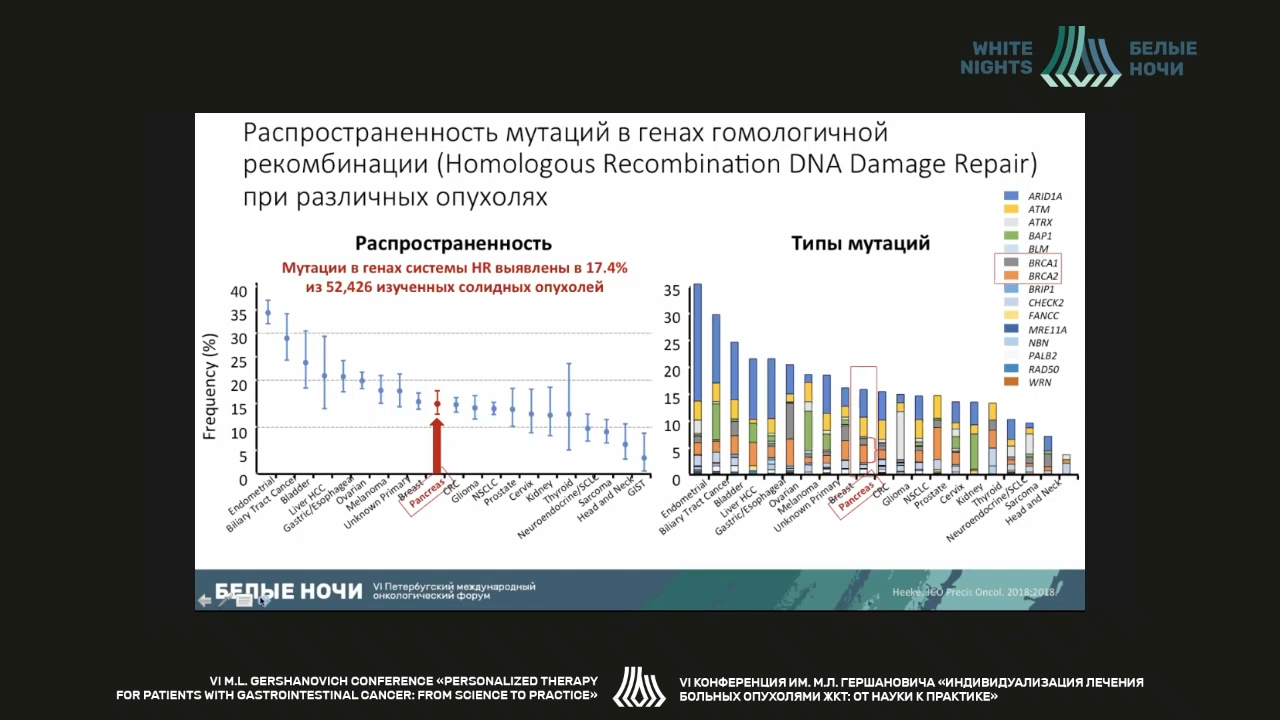 WHITE
NIGHTS
БЕЛЫЕ
НОЧИ
Распространенность мутаций в генах гомологичной
рекомбинации (Homologous Recombination DNA Damage Repair)
при различных опухолях
Распространенность
Мутации в генах системы HR выявлены в 17.4%
из 52,426 изученных солидных опухолей
Frequency (%)
40
35
30
25
20
15
10
5
0
Endometrial
Biliary Tract Cancer
Bladder
Liver HCC
Gastric/Esophageal
Ovarian
Melanoma
Unknown Primary
Breast
Pancreas
CRC
Glioma
NSCLC
Prostate
Cervix
Kidney
Thyroid
Neuroendocrine/SCLC
Sarcoma
Head and Neck
GIST
Типы мутаций
35
30
25
20
15
10
5
0
Endometrial
Biliary Tract Cancer
Bladder
Liver HCC
Gastric/Esophageal
Ovarian
Melanoma
Unknown Primary
Breast
Pancreas
CRC
Glioma
NSCLC
Prostate
Cervix
Kidney
Thyroid
Neuroendocrine/SCLC
Sarcoma
Head and Neck
ARID1A
ATM
ATRX
BAP1
BLM
BRCA1
BRCA2
BRIP1
CHECK2
FANCC
MRE11A
NBN
PALB2
RAD50
WRN
БЕЛЫЕ НОЧИ
VI Петербургский международный
онкологический форум
Heeke, JCO Precis Oncol. 2018;2018
VI M.L. GERSHANOVICH CONFERENCE «PERSONALIZED THERAPY
FOR PATIENTS WITH GASTROINTESTINAL CANCER: FROM SCIENCE TO PRACTICE»
VI КОНФЕРЕНЦИЯ ИМ. М.Л. ГЕРШАНОВИЧА «ИНДИВИДУАЛИЗАЦИЯ ЛЕЧЕНИЯ
БОЛЬНЫХ ОПУХОЛЯМИ ЖКТ: ОТ НАУКИ К ПРАКТИКЕ»